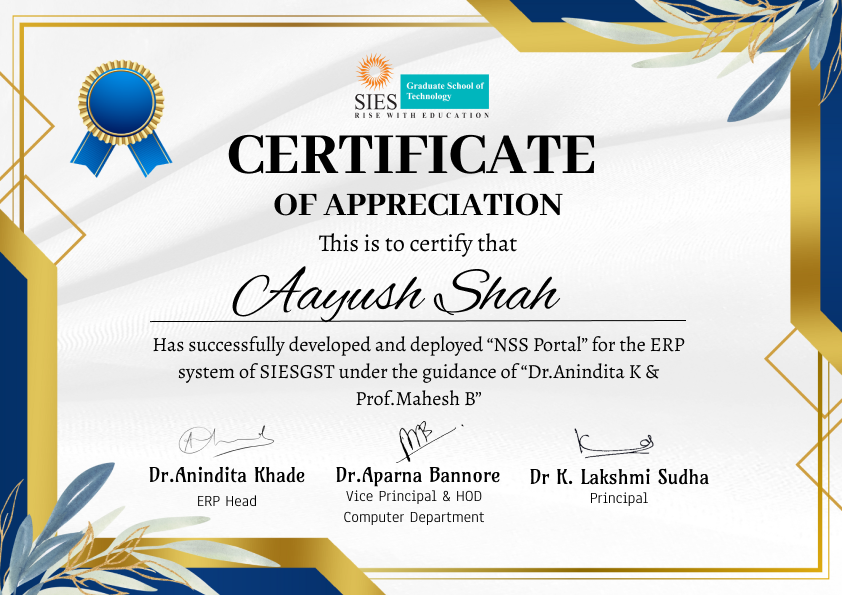 SIES
Graduate School of
Technology
RISE WITH EDUCATION
CERTIFICATE
OF APPRECIATION
This is to certify that
Aayush Shah
Has successfully developed and deployed “NSS Portal” for the ERP
system of SIESGST under the guidance of “Dr.Anindita K &
Prof.Mahesh B”
Dr.Anindita Khade
ERP Head
Dr.Aparna Bannore
Vice Principal & HOD
Computer Department
Dr K. Lakshmi Sudha
Principal